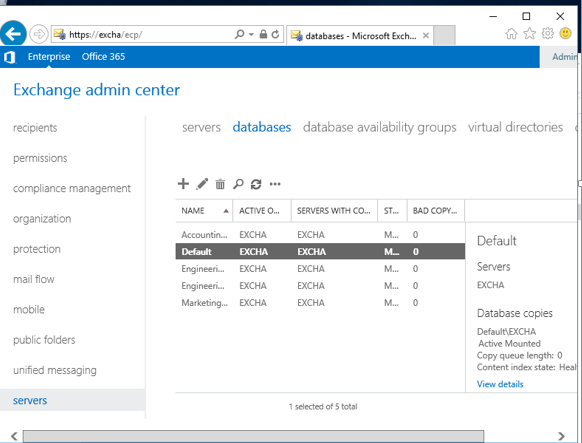 https://excha/ecp/
databases - Microsoft Exch...
Enterprise Office 365
Admin
Exchange admin center
recipients
permissions
compliance management
organization
protection
mail flow
mobile
public folders
unified messaging
servers
servers databases database availability groups virtual directories
NAME ACTIVE O... SERVERS WITH CO... ST... BAD COPY...
Accountin... EXCHA EXCHA M... 0
Default EXCHA EXCHA M... 0
Engineeri... EXCHA EXCHA M... 0
Engineeri... EXCHA EXCHA M... 0
Marketing... EXCHA EXCHA M... 0
1 selected of 5 total
Default
Servers
EXCHA
Database copies
Default\EXCHA
Active Mounted
Copy queue length: 0
Content index state: Heal
View details